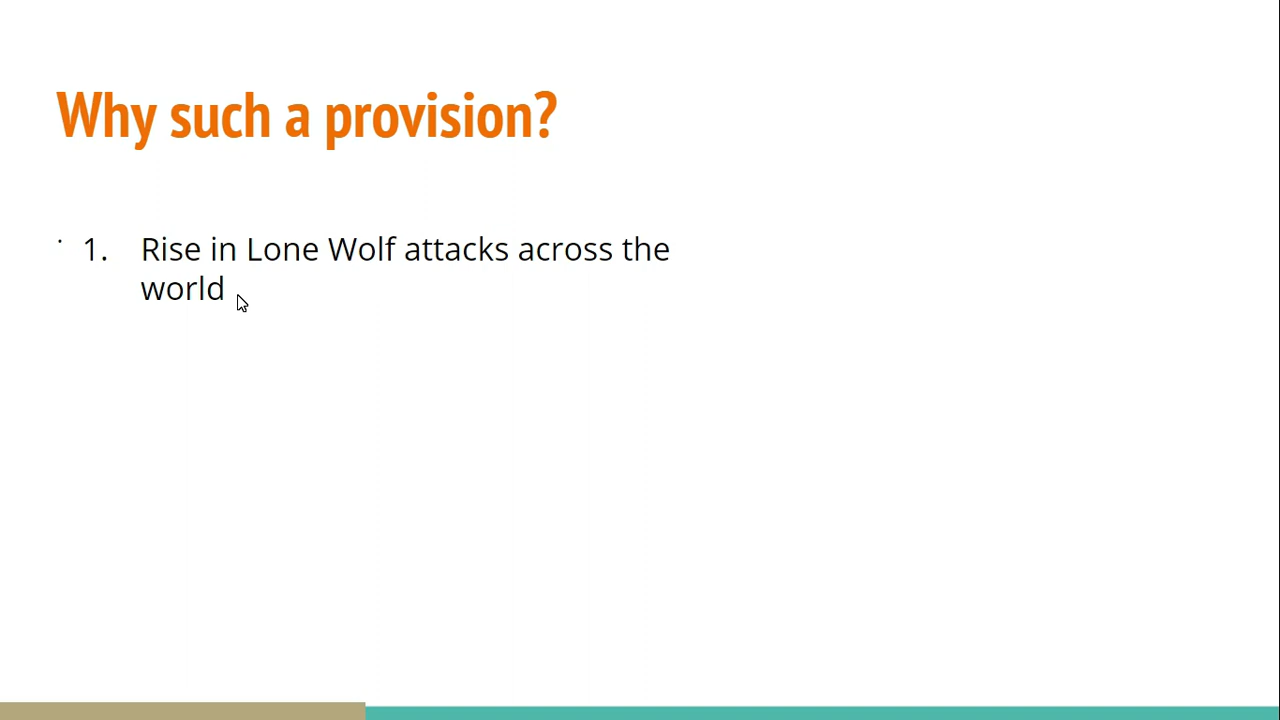 Why such a provision?
1. Rise in Lone Wolf attacks across the
world